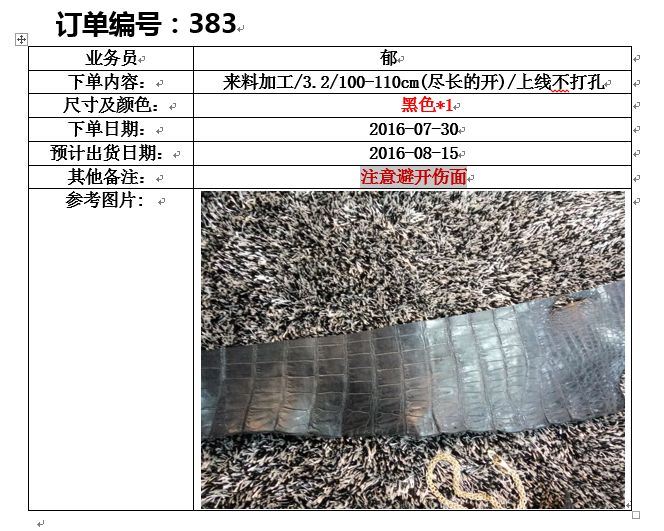 订单编号：383
业务员 郁
下单内容： 来料加工/3.2/100-110cm(尽长的开)/上线不打孔
尺寸及颜色： 黑色*1
下单日期： 2016-07-30
预计出货日期： 2016-08-15
其他备注： 注意避开伤面
参考图片: